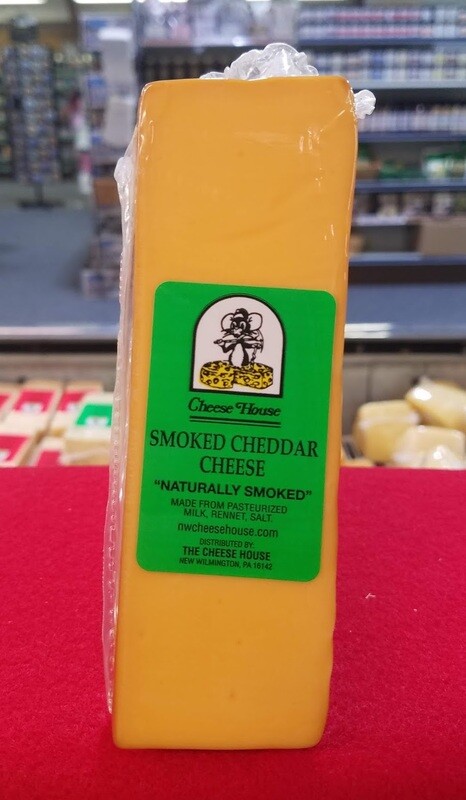 Cheese House
SMOKED CHEDDAR
CHEESE
"NATURALLY SMOKED"
MADE FROM PASTEURIZED
MILK, RENNET, SALT.
nwcheesehouse.com
DISTRIBUTED BY:
THE CHEESE HOUSE
NEW WILMINGTON, PA 16142